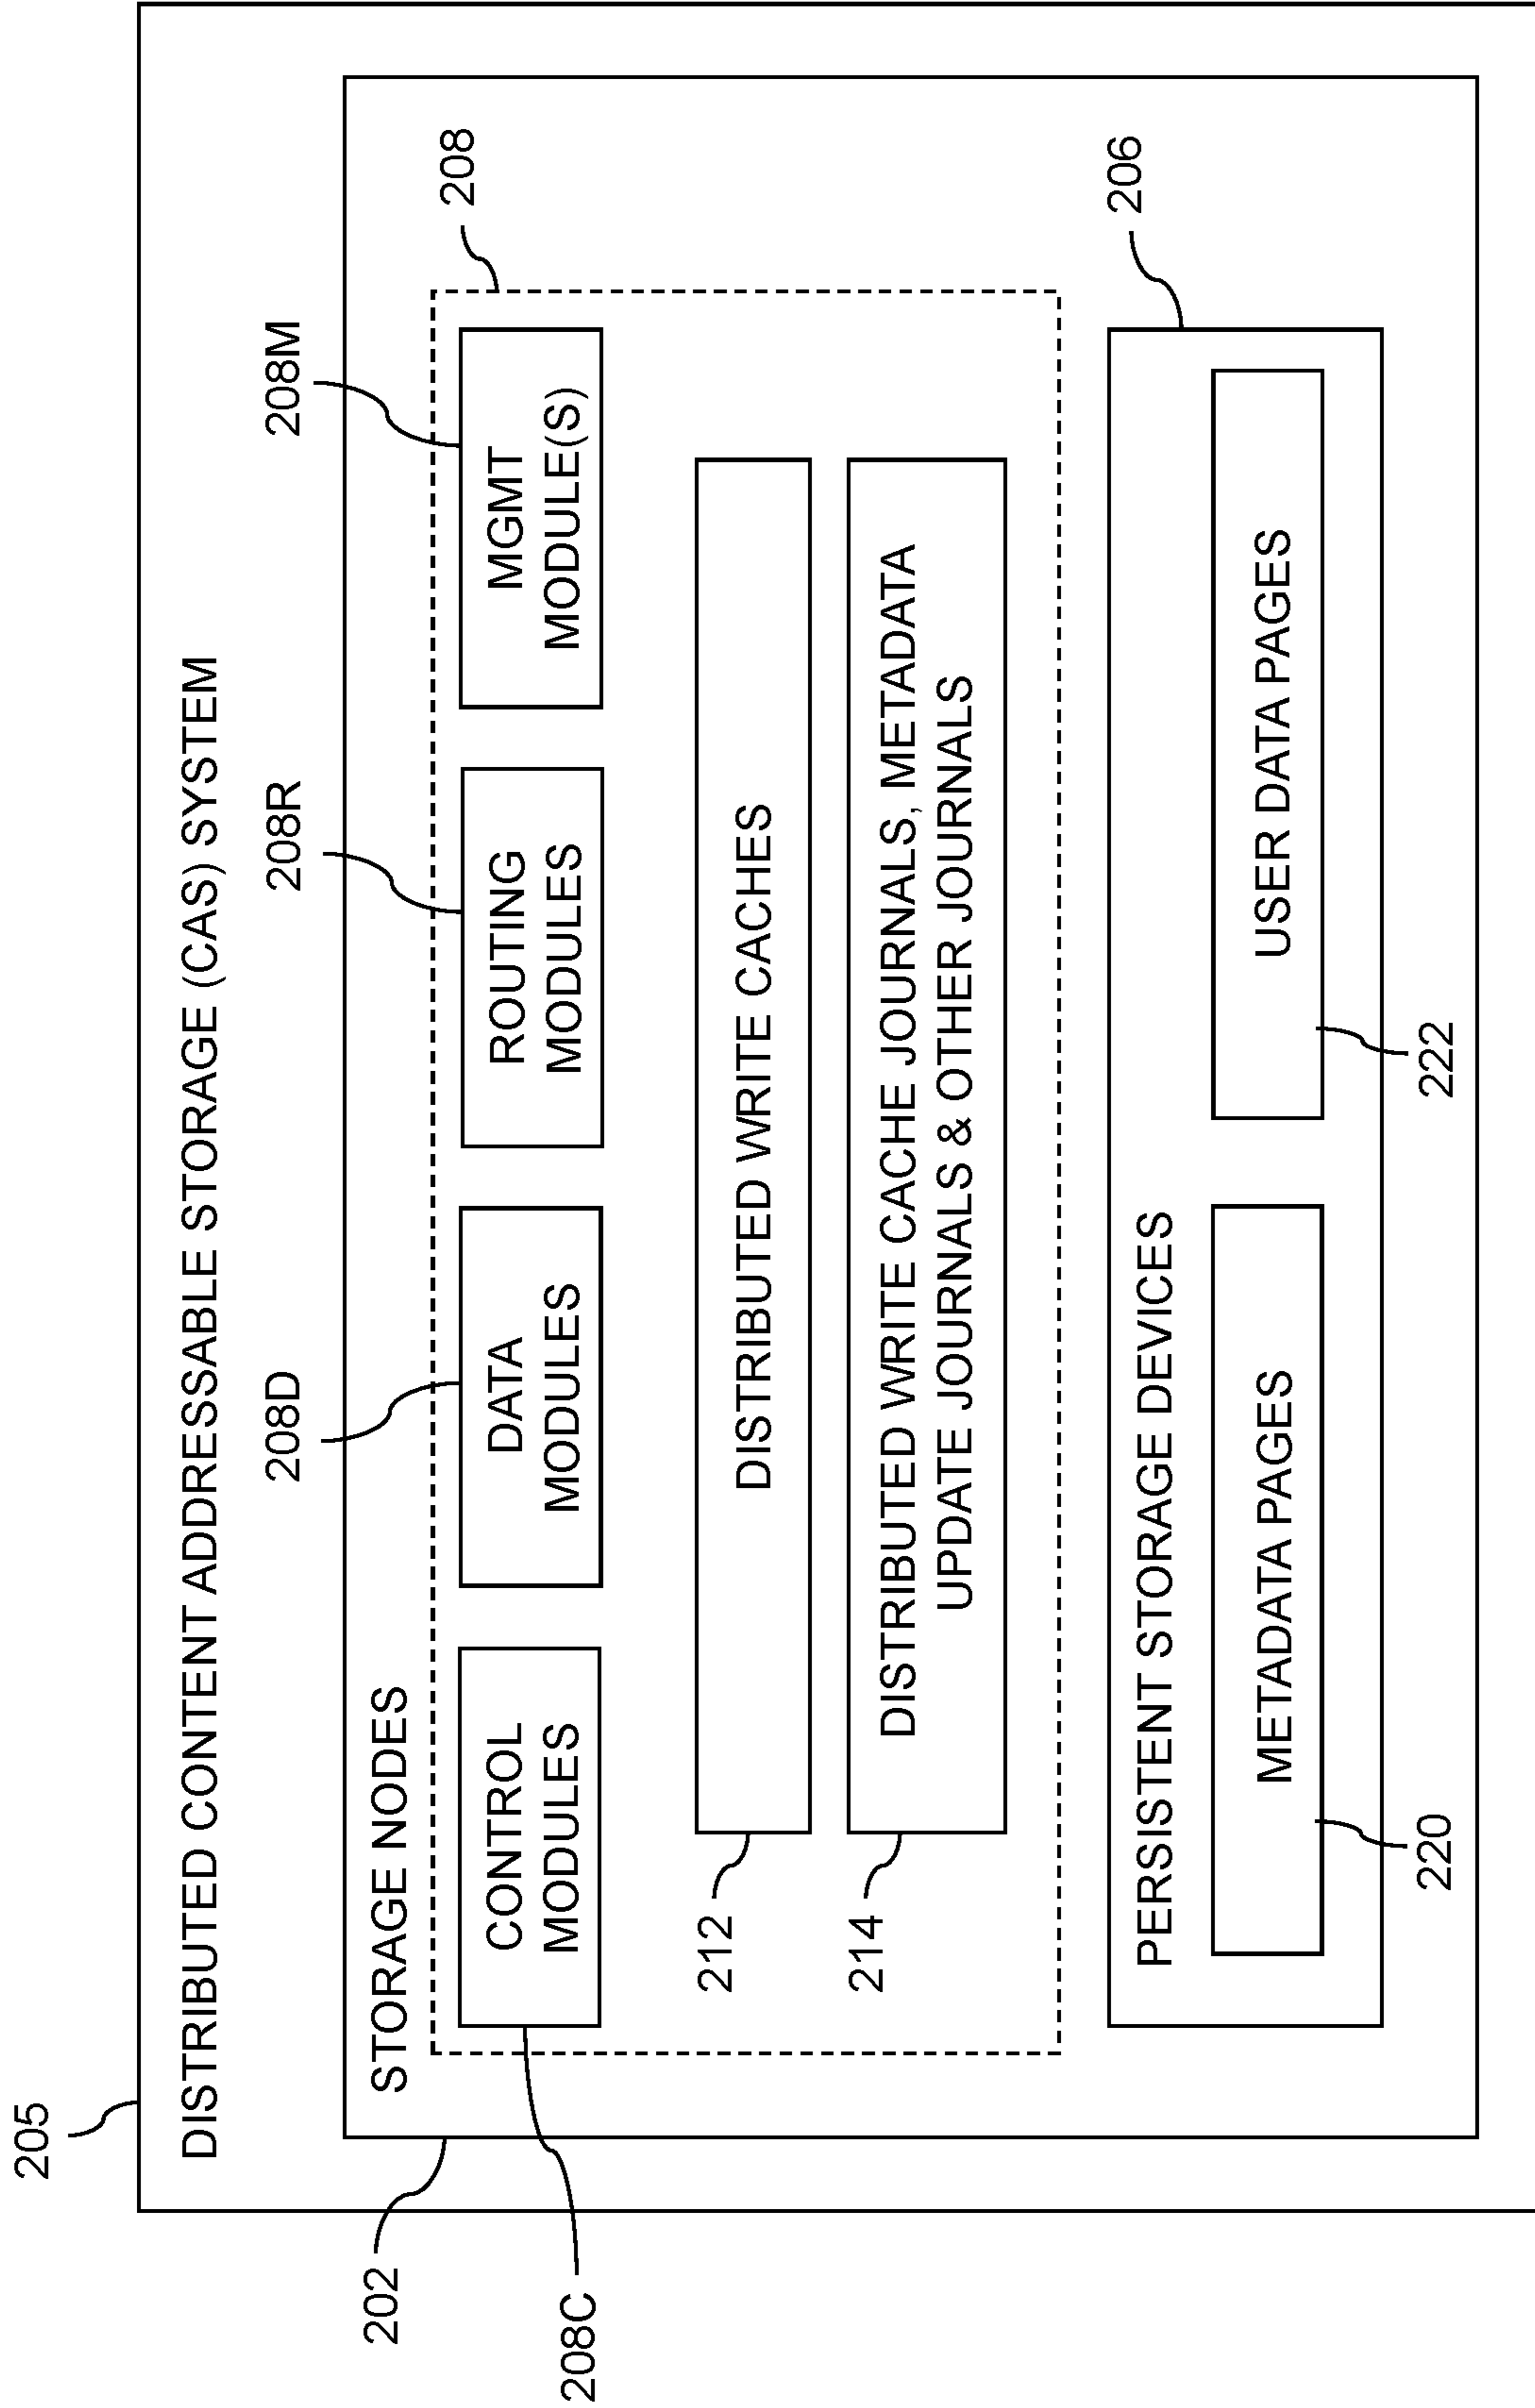 205
DISTRIBUTED CONTENT ADDRESSABLE STORAGE (CAS) SYSTEM
208D
208R
208M
202
STORAGE NODES
208
208C
CONTROL
MODULES
DATA
MODULES
ROUTING
MODULES
MGMT
MODULE(S)
212
DISTRIBUTED WRITE CACHES
214
DISTRIBUTED WRITE CACHE JOURNALS, METADATA
UPDATE JOURNALS & OTHER JOURNALS
206
PERSISTENT STORAGE DEVICES
METADATA PAGES
USER DATA PAGES
220
222